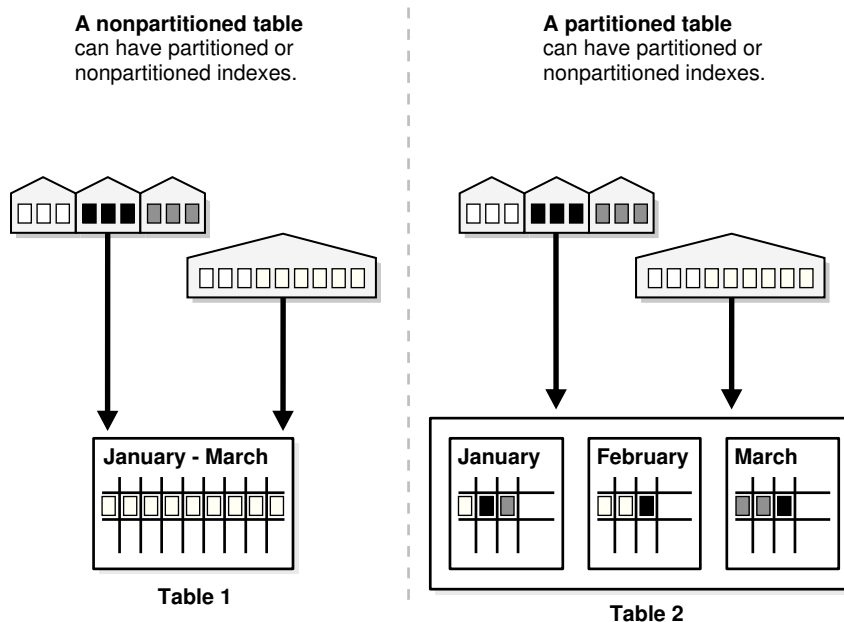 A nonpartitioned table
can have partitioned or
nonpartitioned indexes.
A partitioned table
can have partitioned or
nonpartitioned indexes.
January - March
Table 1
January
February
March
Table 2